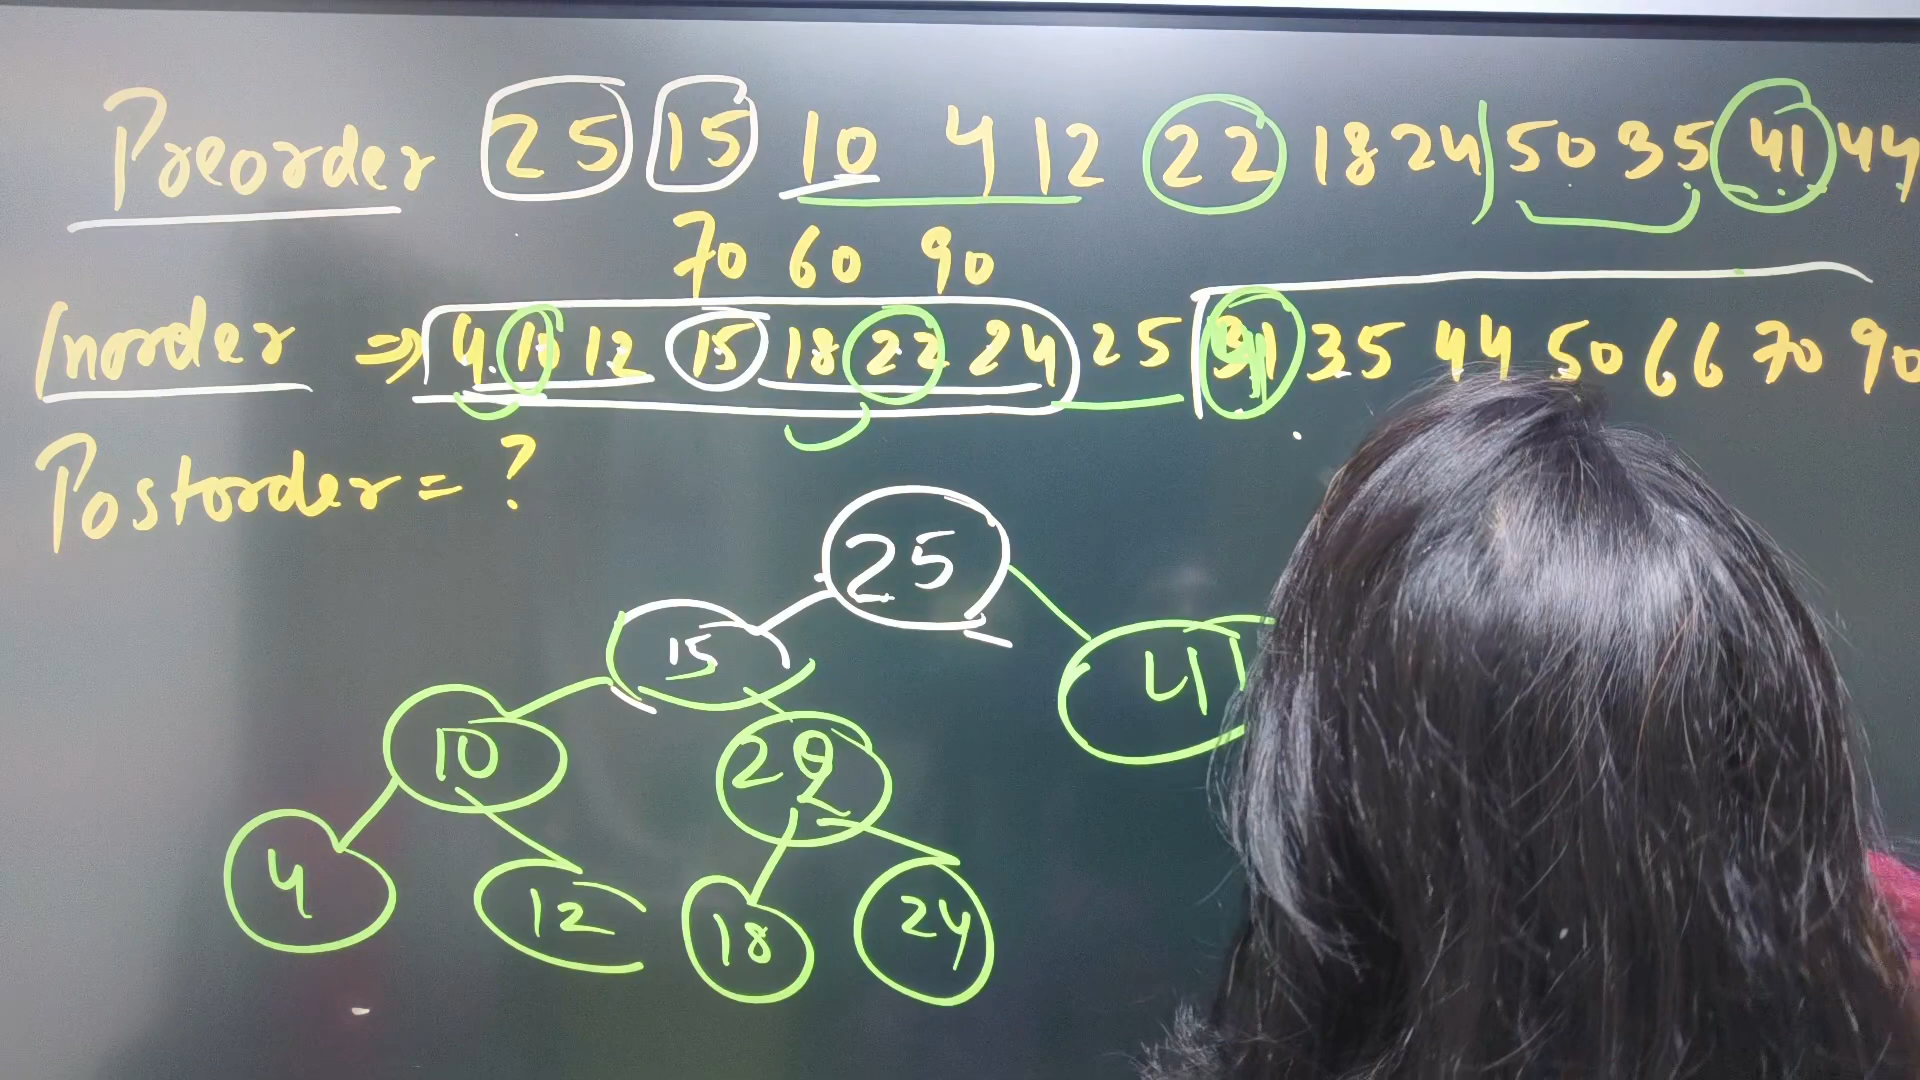 Preorder 25 15 10 4 12 22 18 24 50 35 41 44
70 60 90
Inorder ⇒ 4 10 12 15 18 22 24 25 35 44 50 66 70 90
Postorder = ?
25
15 41
10 22
4 12 18 24